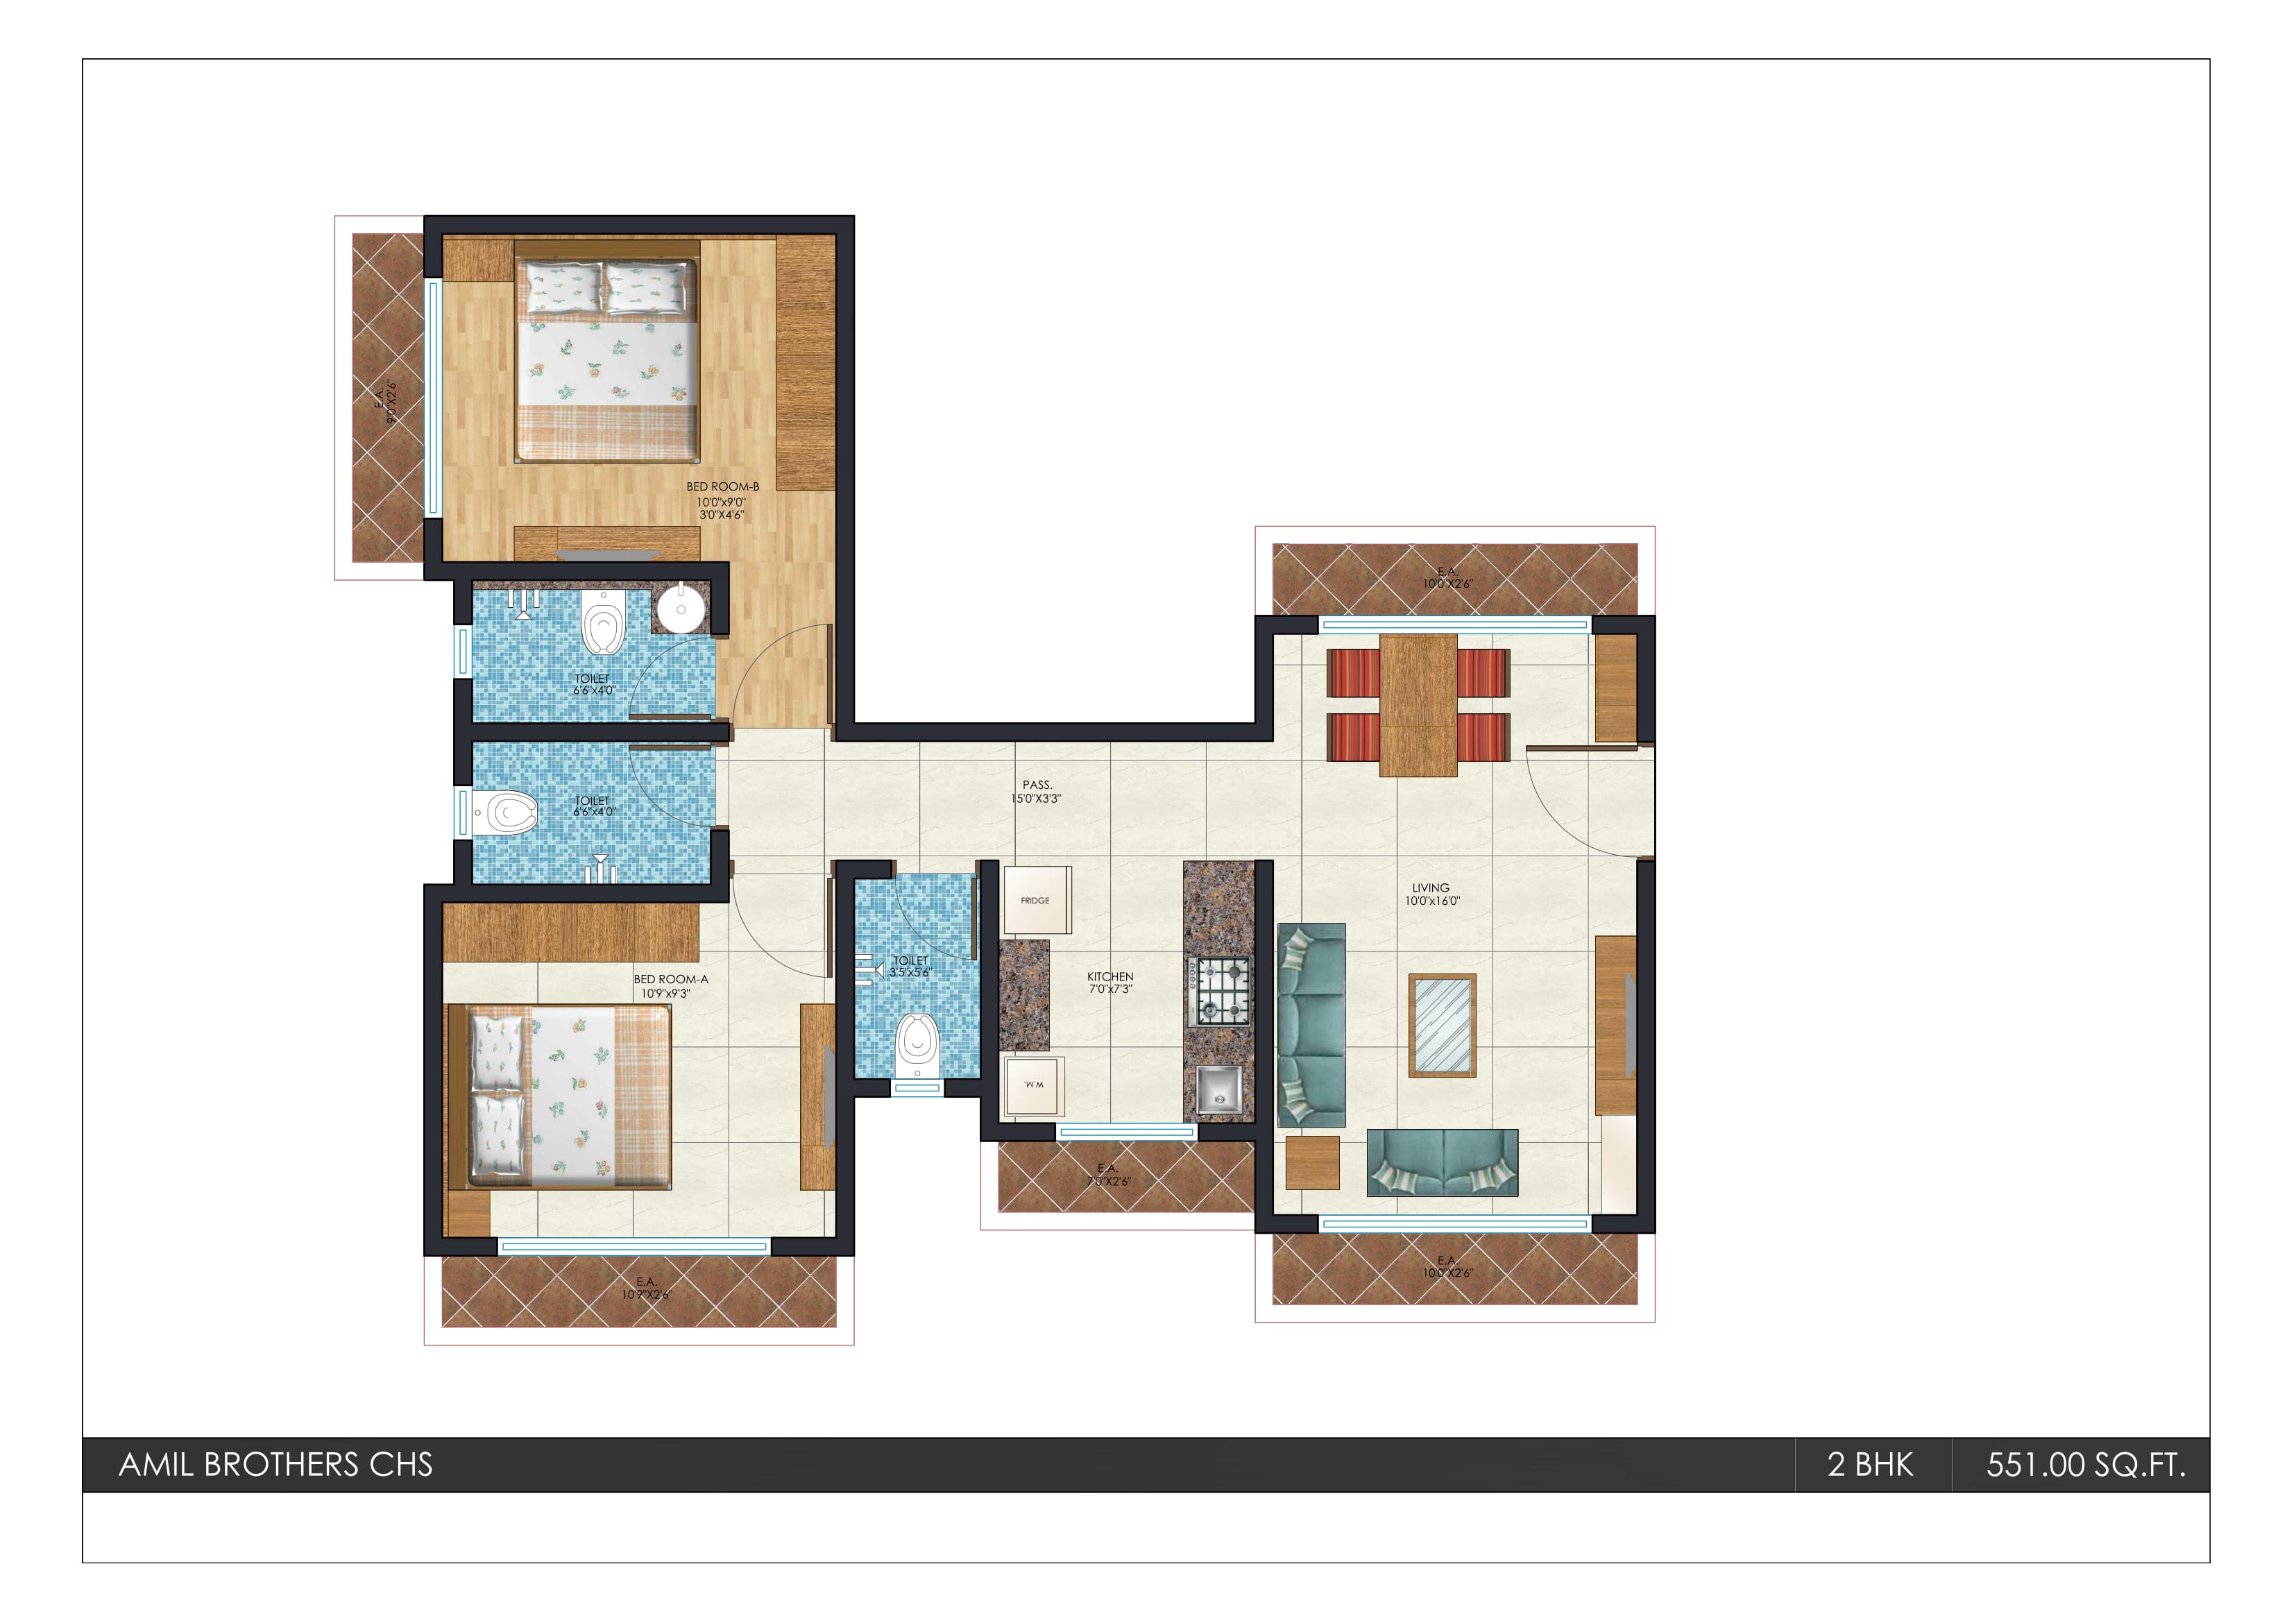 E.A.
9'0"X2'6"
BED ROOM-B
10'0"x9'0"
3'0"X4'6"
E.A.
10'0"X2'6"
TOILET
6'6"x4'0"
TOILET
6'6"x4'0"
PASS.
15'0"X3'3"
LIVING
10'0"x16'0"
FRIDGE
TOILET
3'5"x5'6"
KITCHEN
7'0"x7'3"
BED ROOM-A
10'9"x9'3"
W.M.
E.A.
7'0"X2'6"
E.A.
10'0"X2'6"
E.A.
10'9"X2'6"
AMIL BROTHERS CHS
2 BHK
551.00 SQ.FT.